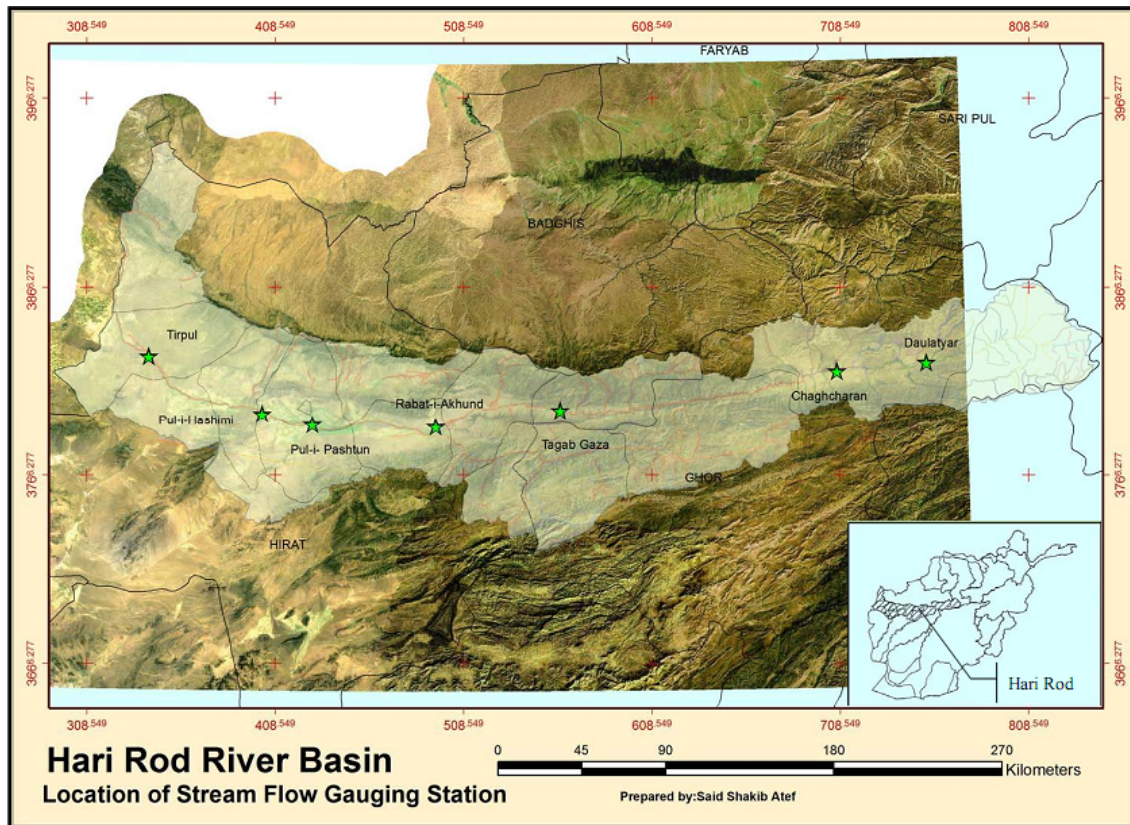 308.549 408.549 508.549 608.549 708.549 808.549
FARYAB
3966.277 3966.277
SARI PUL
BADGHIS
3866.277 3866.277
Tirpul
Daulatyar
Rabat-i-Akhund
Chaghcharan
Pul-i-Hashimi
Pul-i- Pashtun
Tagab Gaza
3766.277 3766.277
GHOR
HIRAT
3666.277 3666.277
Hari Rod
308.549 408.549 508.549 608.549 708.549 808.549
Hari Rod River Basin
Location of Stream Flow Gauging Station
0 45 90 180 270
Kilometers
Prepared by:Said Shakib Atef